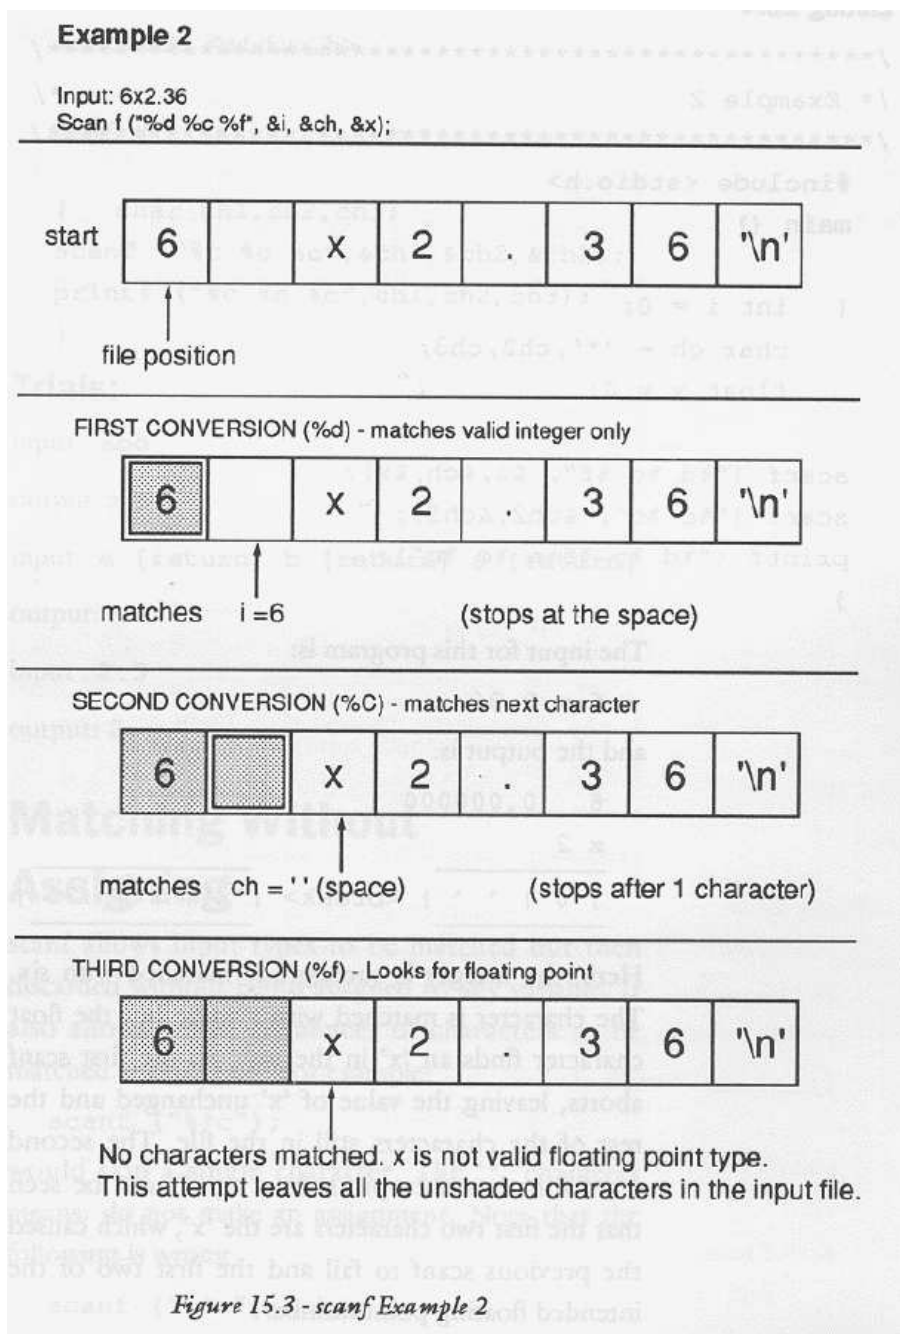 Example 2
Input: 6x2.36
Scan f ("%d %c %f", &i, &ch, &x);
start 6 x 2 . 3 6 '\n'
file position
FIRST CONVERSION (%d) - matches valid integer only
6 x 2 . 3 6 '\n'
matches i =6 (stops at the space)
SECOND CONVERSION (%C) - matches next character
6 x 2 . 3 6 '\n'
matches ch = ' ' (space) (stops after 1 character)
THIRD CONVERSION (%f) - Looks for floating point
6 x 2 . 3 6 '\n'
No characters matched. x is not valid floating point type.
This attempt leaves all the unshaded characters in the input file.
Figure 15.3 - scanf Example 2